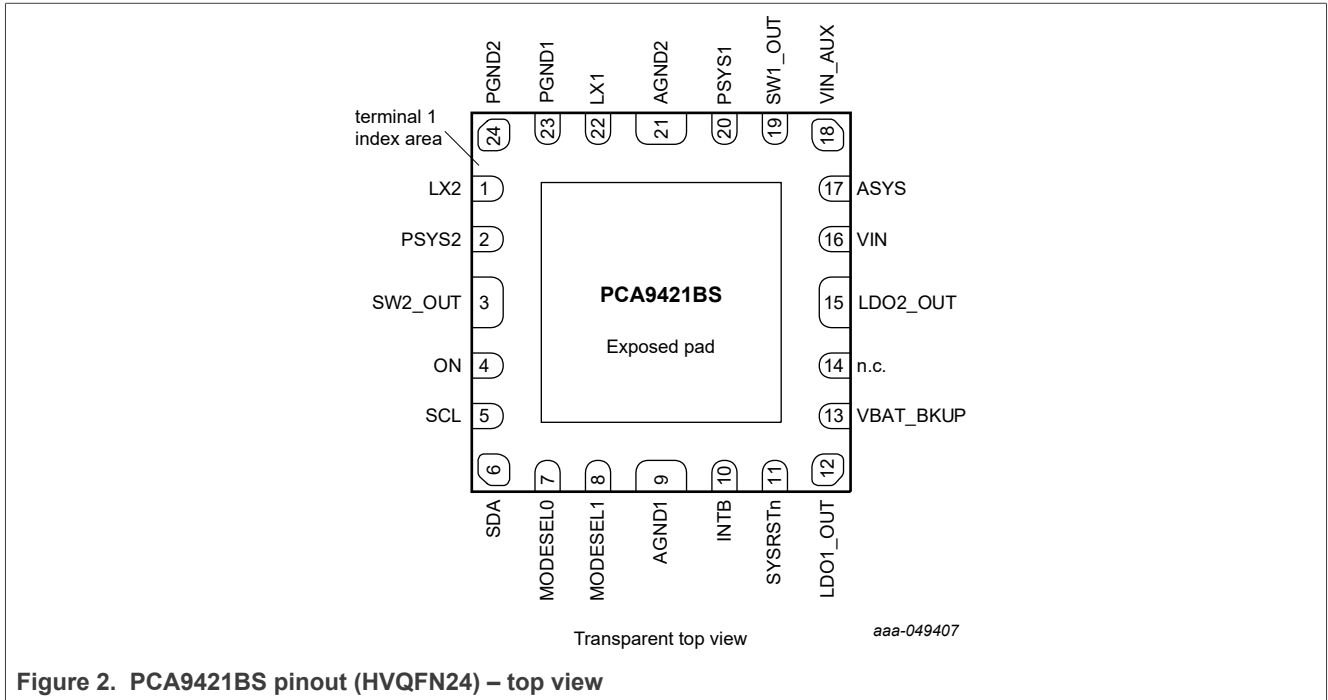 PGND2
PGND1
LX1
AGND2
PSYS1
SW1_OUT
VIN_AUX
terminal 1
index area
24
23
22
21
20
19
18
LX2
1
17
ASYS
PSYS2
2
16
VIN
SW2_OUT
3
PCA9421BS
15
LDO2_OUT
Exposed pad
ON
4
14
n.c.
SCL
5
13
VBAT_BKUP
6
7
8
9
10
11
12
SDA
MODESEL0
MODESEL1
AGND1
INTB
SYSRSTn
LDO1_OUT
Transparent top view
aaa-049407
Figure 2. PCA9421BS pinout (HVQFN24) – top view